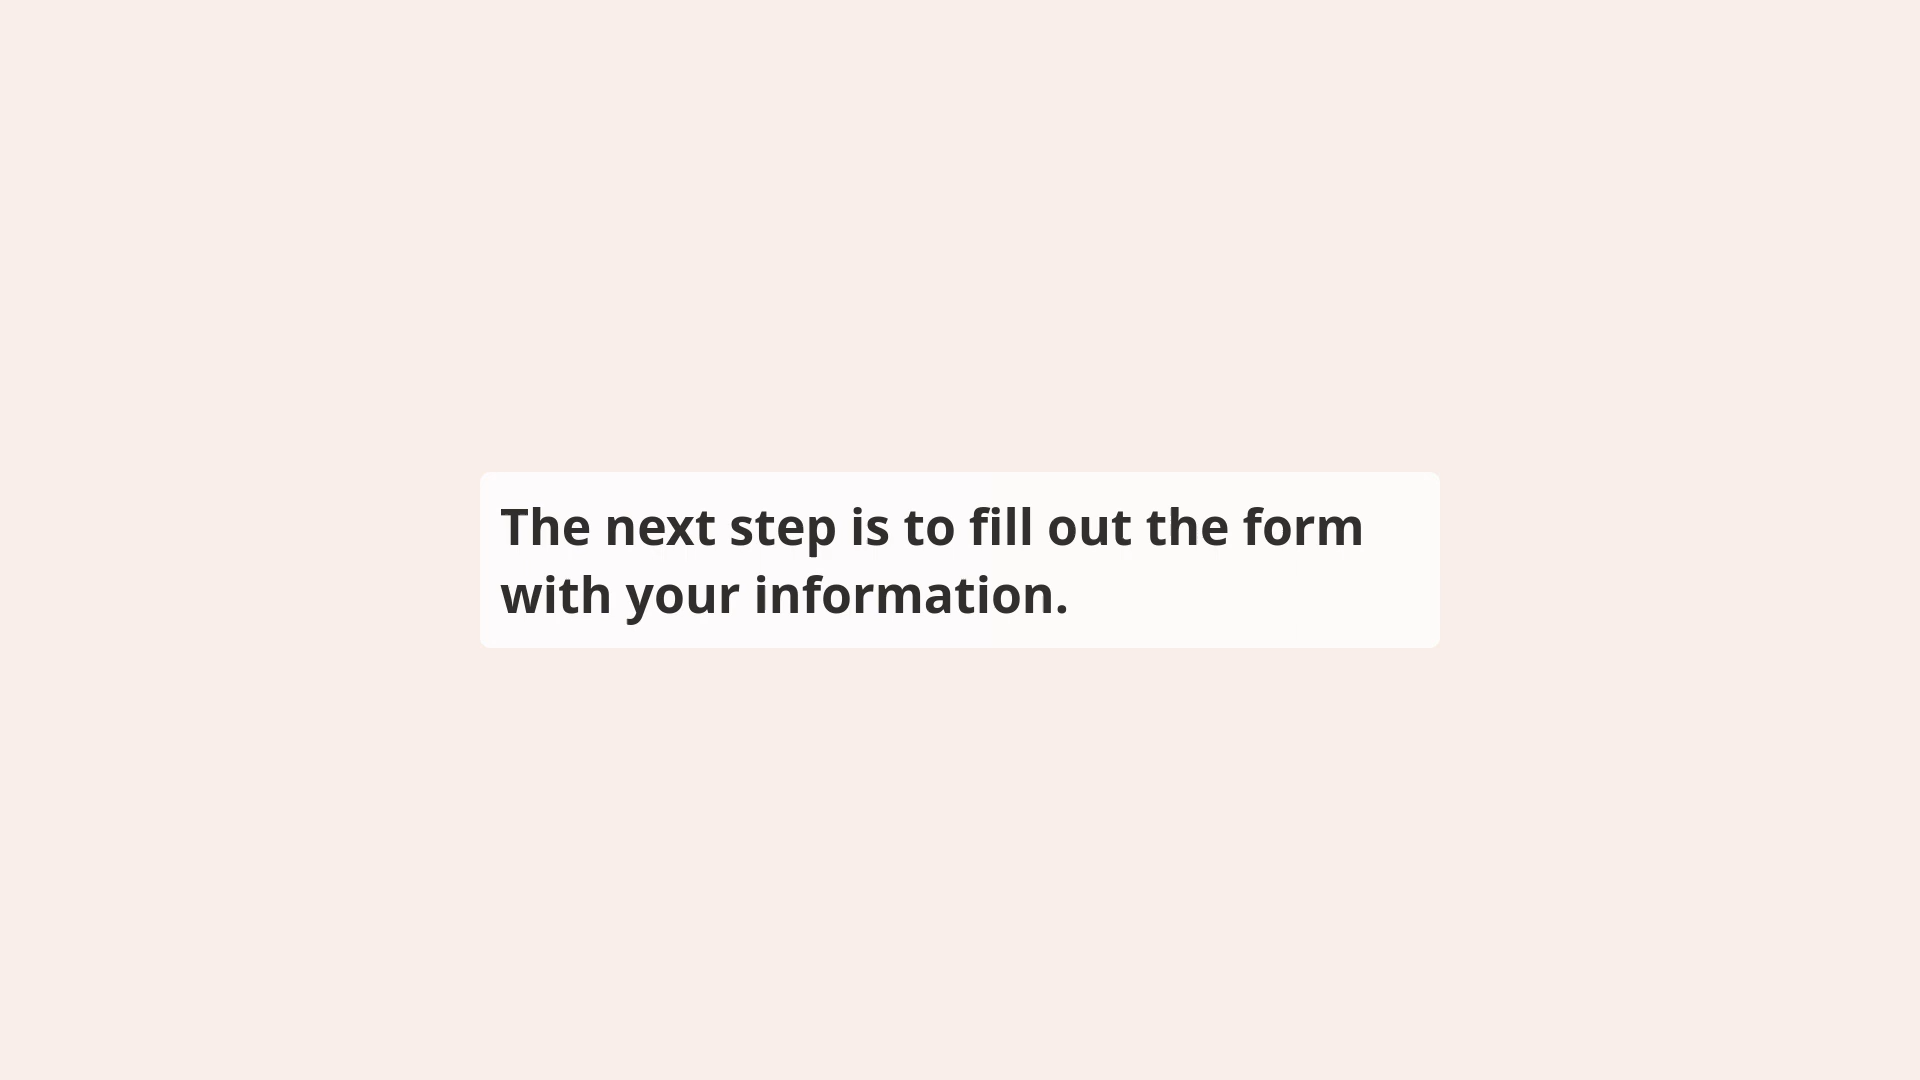 The next step is to fill out the form
with your information.